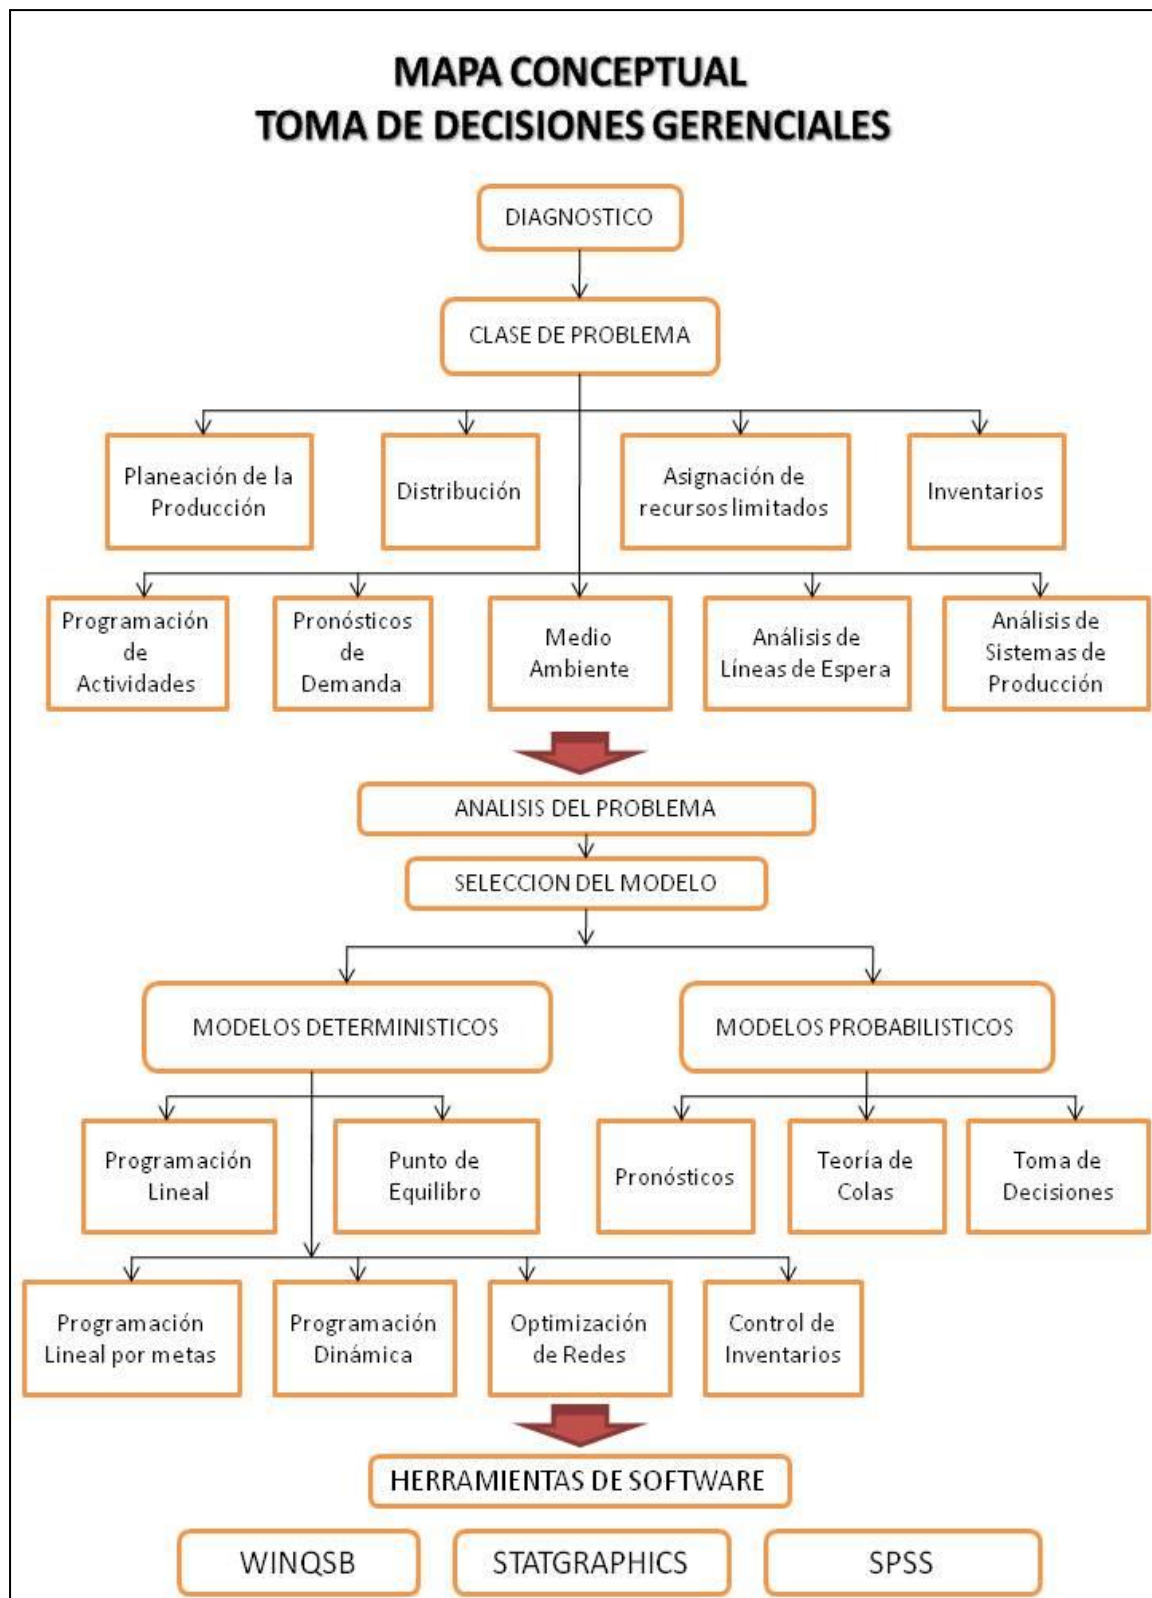 MAPA CONCEPTUAL
TOMA DE DECISIONES GERENCIALES
DIAGNOSTICO
CLASE DE PROBLEMA
Planeación de la
Producción
Distribución
Asignación de
recursos limitados
Inventarios
Programación
de
Actividades
Pronósticos
de
Demanda
Medio
Ambiente
Análisis de
Líneas de Espera
Análisis de
Sistemas de
Producción
ANALISIS DEL PROBLEMA
SELECCION DEL MODELO
MODELOS DETERMINISTICOS
MODELOS PROBABILISTICOS
Programación
Lineal
Punto de
Equilibro
Pronósticos
Teoría de
Colas
Toma de
Decisiones
Programación
Lineal por metas
Programación
Dinámica
Optimización
de Redes
Control de
Inventarios
HERRAMIENTAS DE SOFTWARE
WINQSB
STATGRAPHICS
SPSS